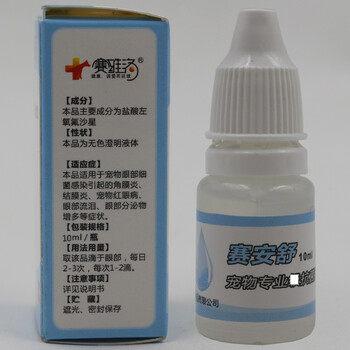 赛维洛
【成分】
本品主要成分为盐酸左
氧氟沙星
【性状】
本品为无色澄明液体
【适应症】
本品适用于宠物眼部细
菌感染引起的角膜炎、
结膜炎、宠物红眼病、
眼部流泪、眼部分泌物
增多等症状。
【包装规格】
10ml／瓶
【用法用量】
取该品滴于眼部，每日
2-3次，每次1-2滴。
【注意事项】
详见说明书
【贮 藏】
遮光、密封保存
赛安舒
10ml
宠物专业
有限公司